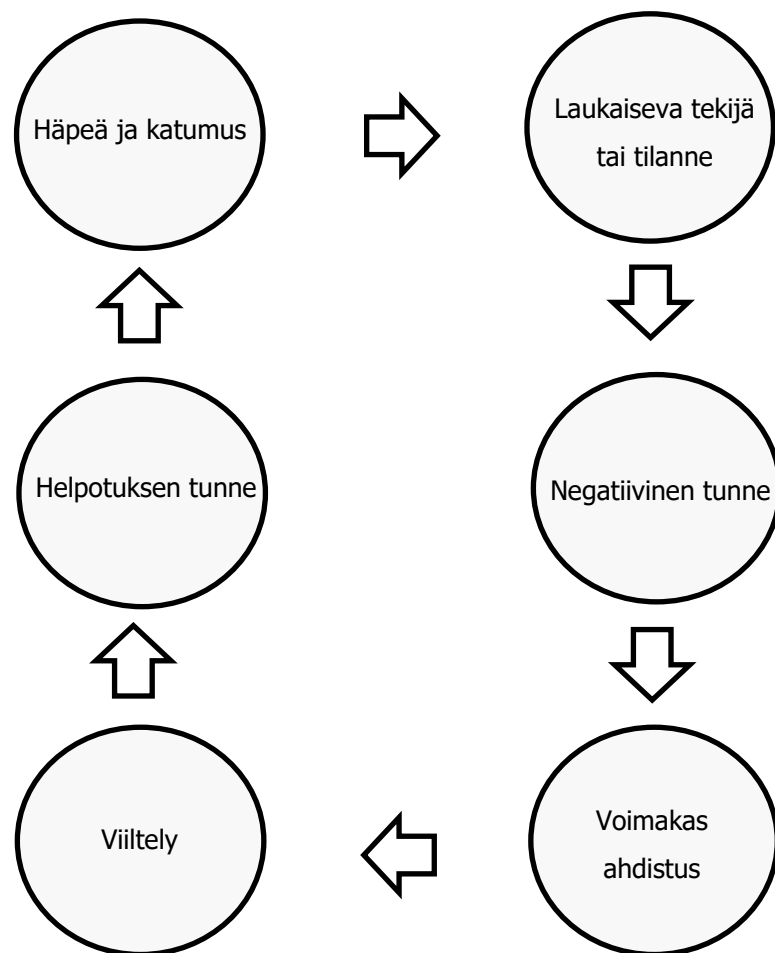 Häpeä ja katumus
Laukaiseva tekijä
tai tilanne
Helpotuksen tunne
Negatiivinen tunne
Viiltely
Voimakas
ahdistus